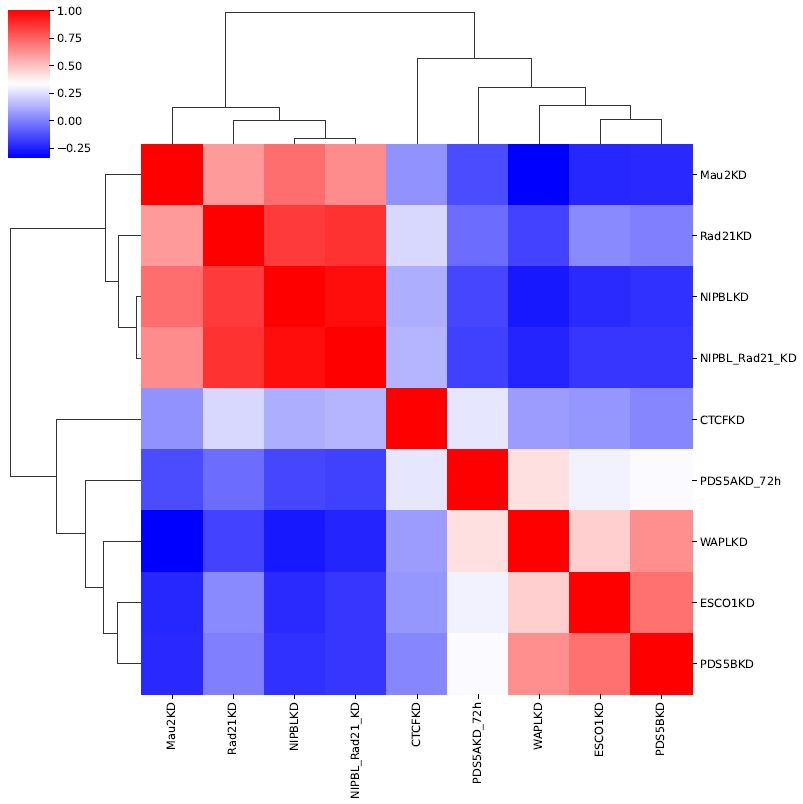 1.00
0.75
0.50
0.25
0.00
−0.25
Mau2KD
Rad21KD
NIPBLKD
NIPBL_Rad21_KD
CTCFKD
PDS5AKD_72h
WAPLKD
ESCO1KD
PDS5BKD
Mau2KD
Rad21KD
NIPBLKD
NIPBL_Rad21_KD
CTCFKD
PDS5AKD_72h
WAPLKD
ESCO1KD
PDS5BKD